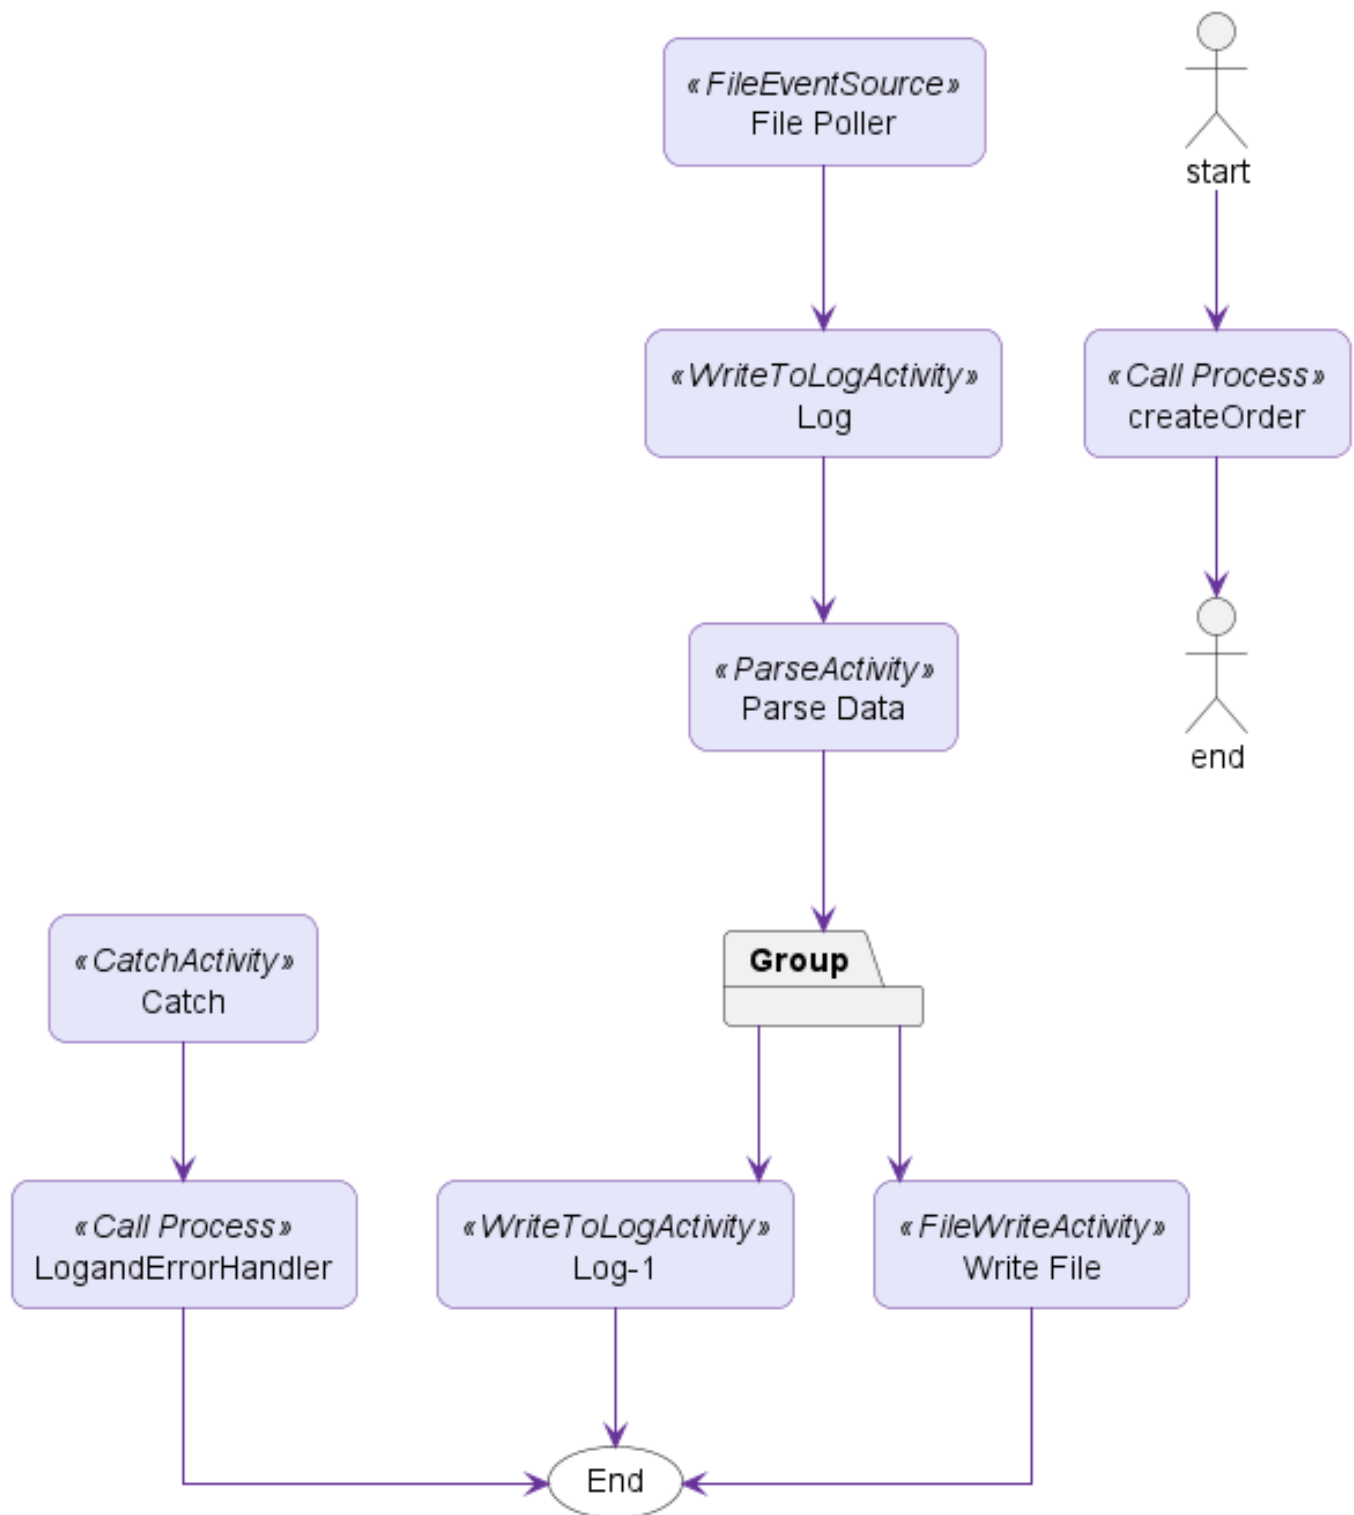 «FileEventSource»
File Poller
start
«WriteToLogActivity»
Log
«Call Process»
createOrder
«ParseActivity»
Parse Data
end
«CatchActivity»
Catch
Group
«Call Process»
LogandErrorHandler
«WriteToLogActivity»
Log-1
«FileWriteActivity»
Write File
End